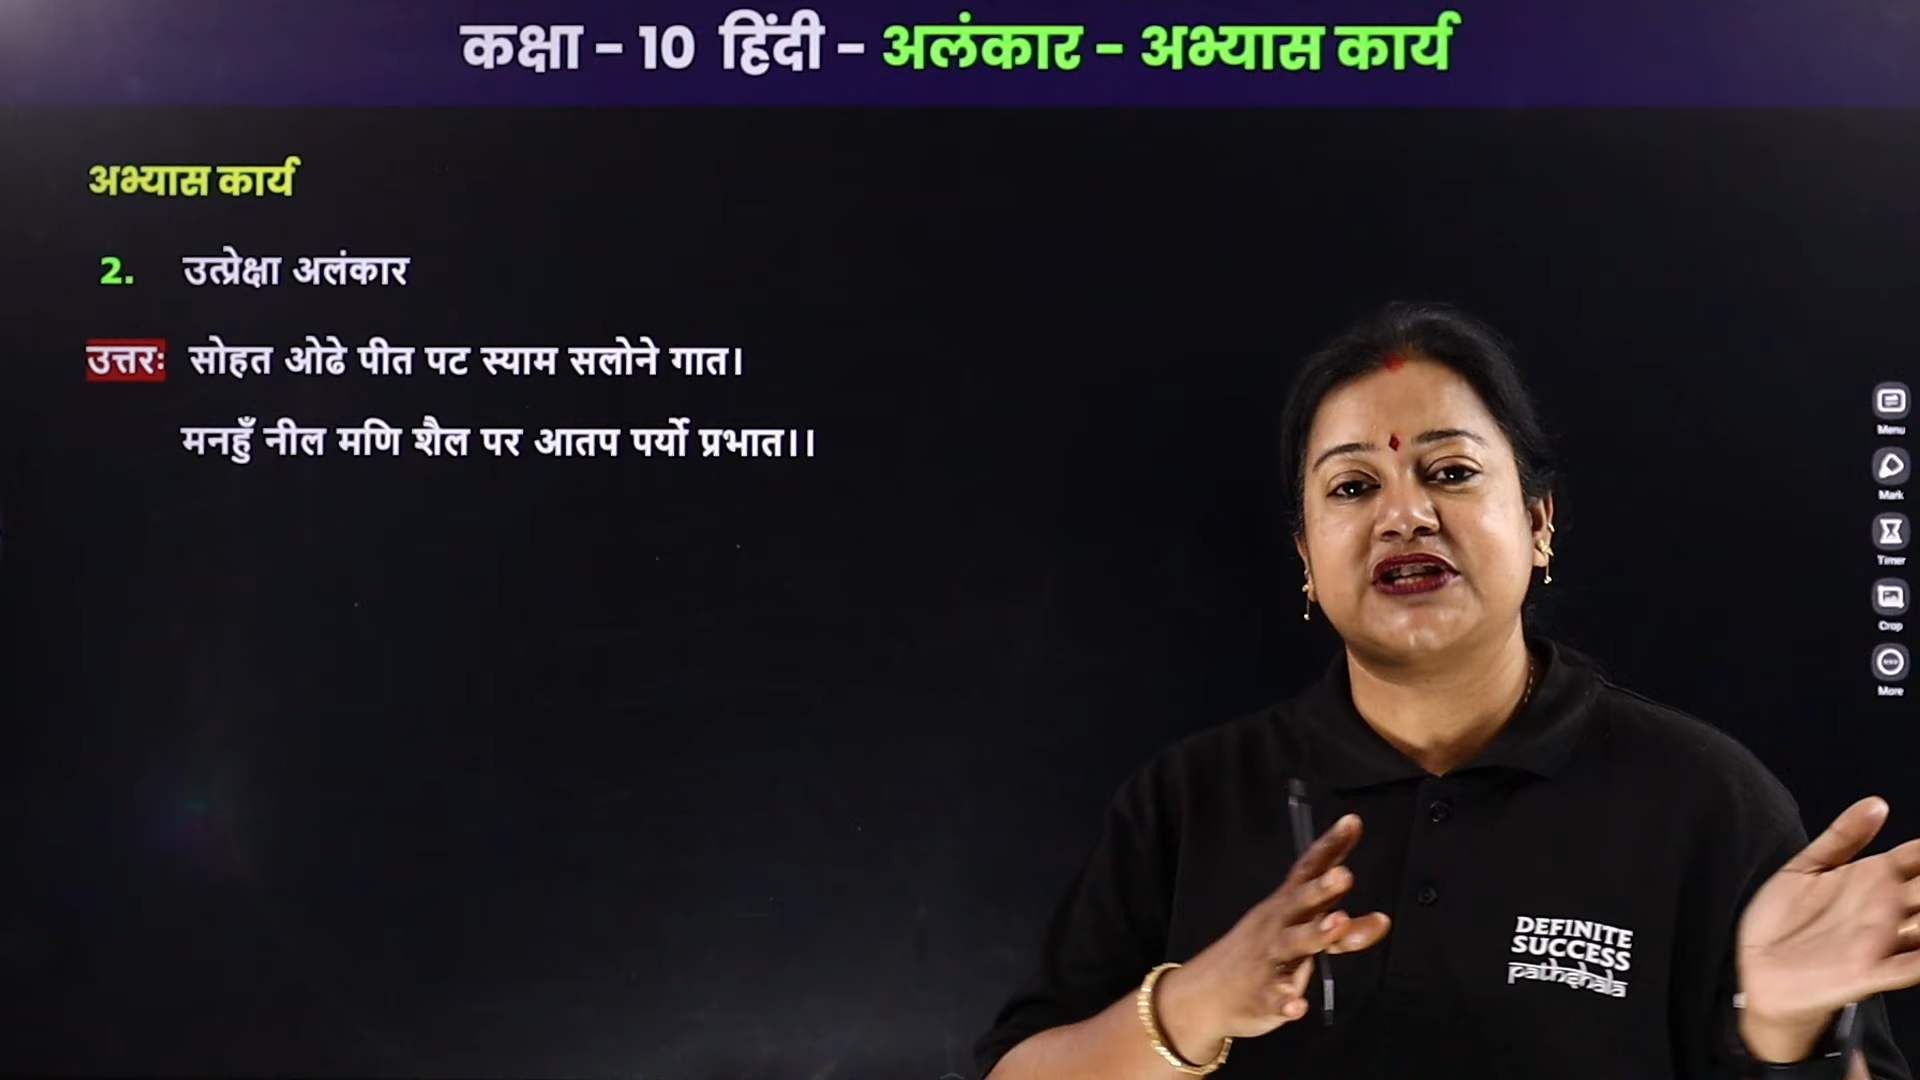 कक्षा - 10 हिंदी - अलंकार - अभ्यास कार्य
अभ्यास कार्य
2. उत्प्रेक्षा अलंकार
उत्तरः सोहत ओढे पीत पट स्याम सलोने गात।
मनहुँ नील मणि शैल पर आतप पर्यो प्रभात।।
Menu
Mark
Timer
Crop
More
DEFINITE
SUCCESS
pathshala